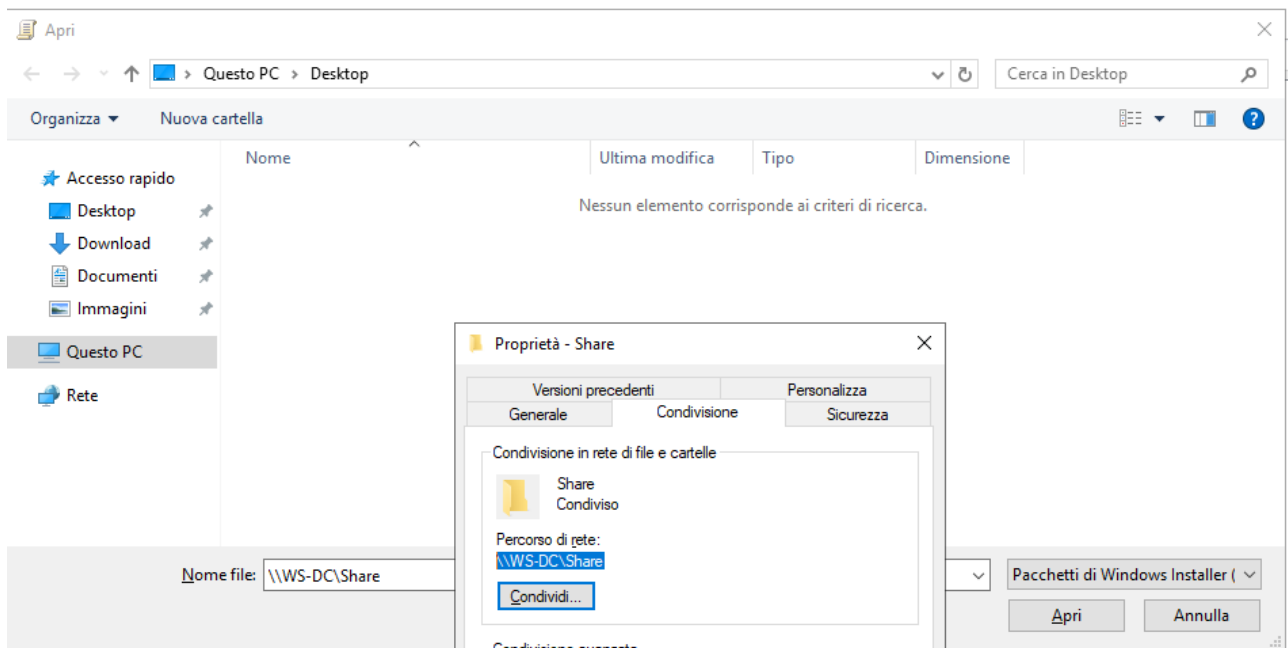 Apri
Questo PC > Desktop
Cerca in Desktop
Organizza
Nuova cartella
Nome
Ultima modifica
Tipo
Dimensione
Accesso rapido
Desktop
Download
Documenti
Immagini
Questo PC
Rete
Nessun elemento corrisponde ai criteri di ricerca.
Proprietà - Share
Versioni precedenti
Personalizza
Generale
Condivisione
Sicurezza
Condivisione in rete di file e cartelle
Share
Condiviso
Percorso di rete:
\\WS-DC\Share
Condividi...
Nome file:
\\WS-DC\Share
Pacchetti di Windows Installer (
Apri
Annulla